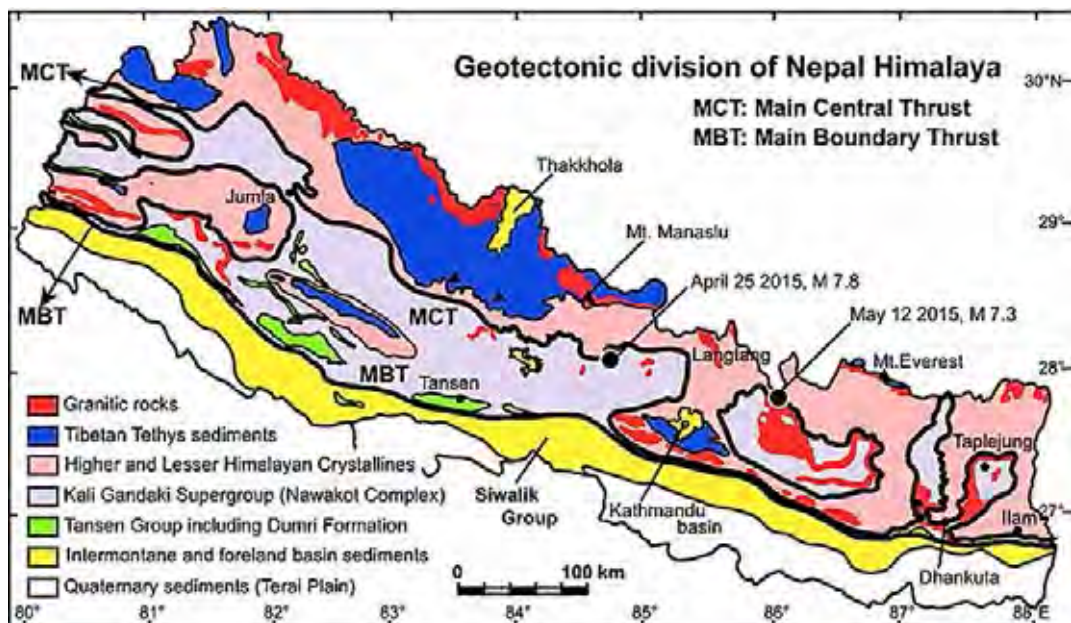 Geotectonic division of Nepal Himalaya
MCT: Main Central Thrust
MBT: Main Boundary Thrust
MCT
30°N
Thakkhola
Jumla
29°
Mt. Manaslu
April 25 2015, M 7.8
MBT
MCT
May 12 2015, M 7.3
Langtang
Mt.Everest
28°
MBT
Tansen
Taplejung
Siwalik
Group
Kathmandu
basin
27°
Ilam
Dhankuta
Granitic rocks
Tibetan Tethys sediments
Higher and Lesser Himalayan Crystallines
Kali Gandaki Supergroup (Nawakot Complex)
Tansen Group including Dumri Formation
Intermontane and foreland basin sediments
Quaternary sediments (Terai Plain)
0 100 km
80° 81° 82 83 84° 85° 86° 87° 88°E